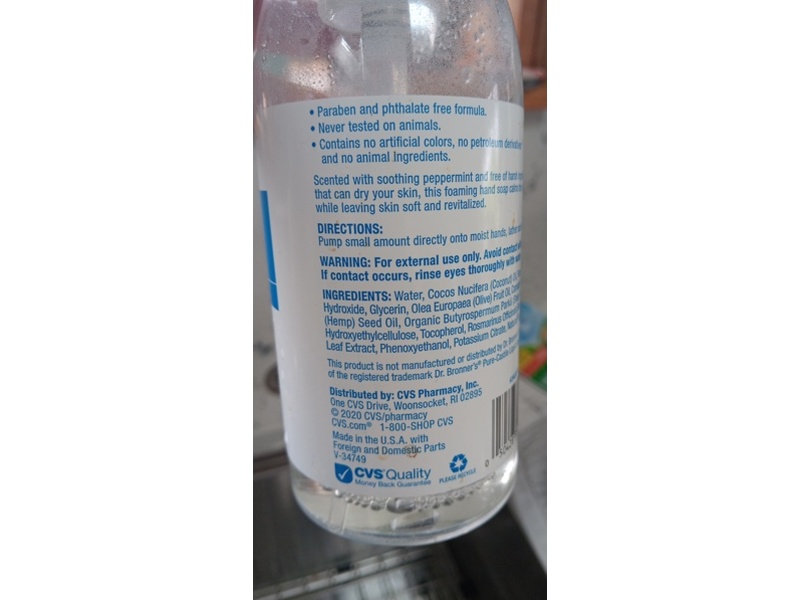 • Paraben and phthalate free formula.
• Never tested on animals.
• Contains no artificial colors, no petroleum
and no animal Ingredients.
Scented with soothing peppermint and free of harsh
that can dry your skin, this foaming hand soap
while leaving skin soft and revitalized.
DIRECTIONS:
Pump small amount directly onto moist hands,
WARNING: For external use only. Avoid contact
If contact occurs, rinse eyes thoroughly with
INGREDIENTS: Water, Cocos Nucifera (Coconut)
Hydroxide, Glycerin, Olea Europaea (Olive) Fruit Oil,
(Hemp) Seed Oil, Organic Butyrospermum Parkii
Hydroxyethylcellulose, Tocopherol, Rosmarinus
Leaf Extract, Phenoxyethanol, Potassium Citrate,
This product is not manufactured or distributed by Dr.
of the registered trademark Dr. Bronner's® Pure-Castile
Distributed by: CVS Pharmacy, Inc.
One CVS Drive, Woonsocket, RI 02895
© 2020 CVS/pharmacy
CVS.com® 1-800-SHOP CVS
Made in the U.S.A. with
Foreign and Domestic Parts
V-34749
CVS Quality
Money Back Guarantee
PLEASE RECYCLE
0